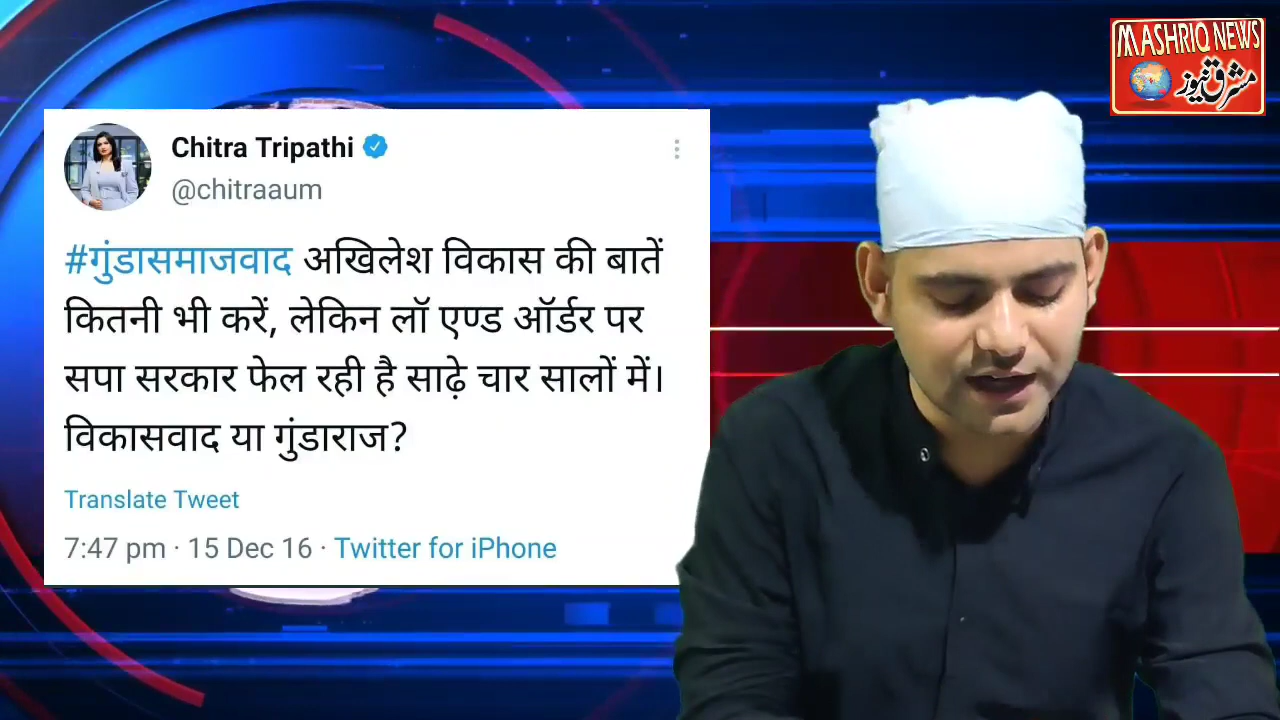 MASHRIQ NEWS
مشرق نیوز
Chitra Tripathi
@chitraaum
#गुंडासमाजवाद अखिलेश विकास की बातें
कितनी भी करें, लेकिन लॉ एण्ड ऑर्डर पर
सपा सरकार फेल रही है साढ़े चार सालों में।
विकासवाद या गुंडाराज?
Translate Tweet
7:47 pm · 15 Dec 16 · Twitter for iPhone